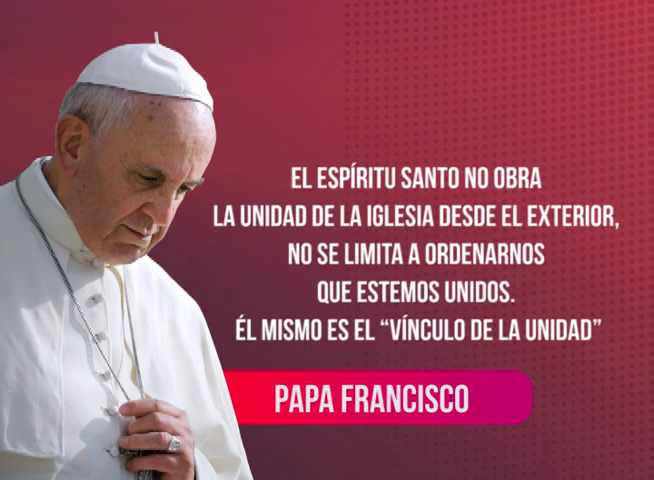 EL ESPÍRITU SANTO NO OBRA
LA UNIDAD DE LA IGLESIA DESDE EL EXTERIOR,
NO SE LIMITA A ORDENARNOS
QUE ESTEMOS UNIDOS.
ÉL MISMO ES EL “VÍNCULO DE LA UNIDAD”
PAPA FRANCISCO